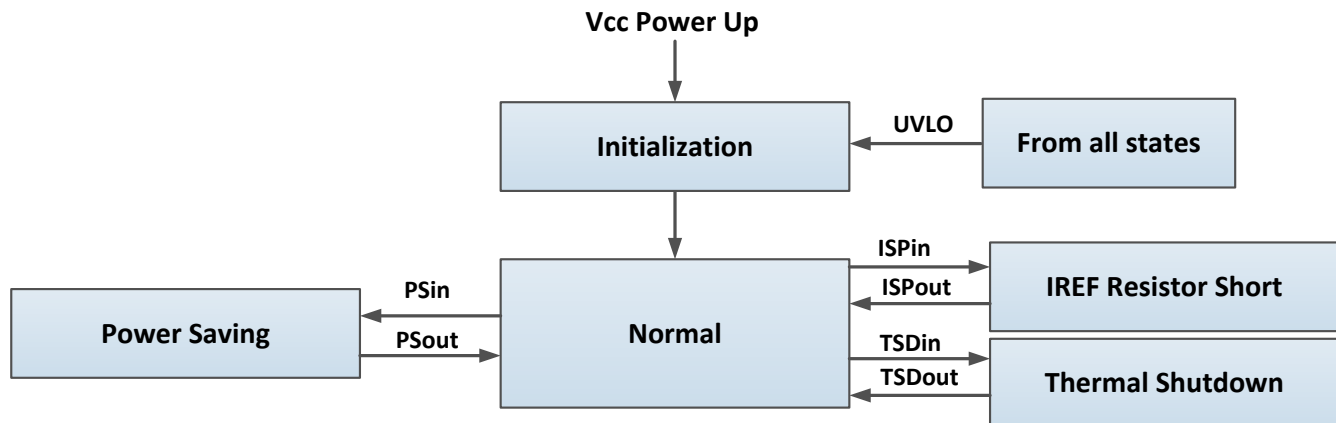 Vcc Power Up
Initialization
UVLO
From all states
Power Saving
PSin
PSout
Normal
ISPin
ISPout
IREF Resistor Short
TSDin
TSDout
Thermal Shutdown